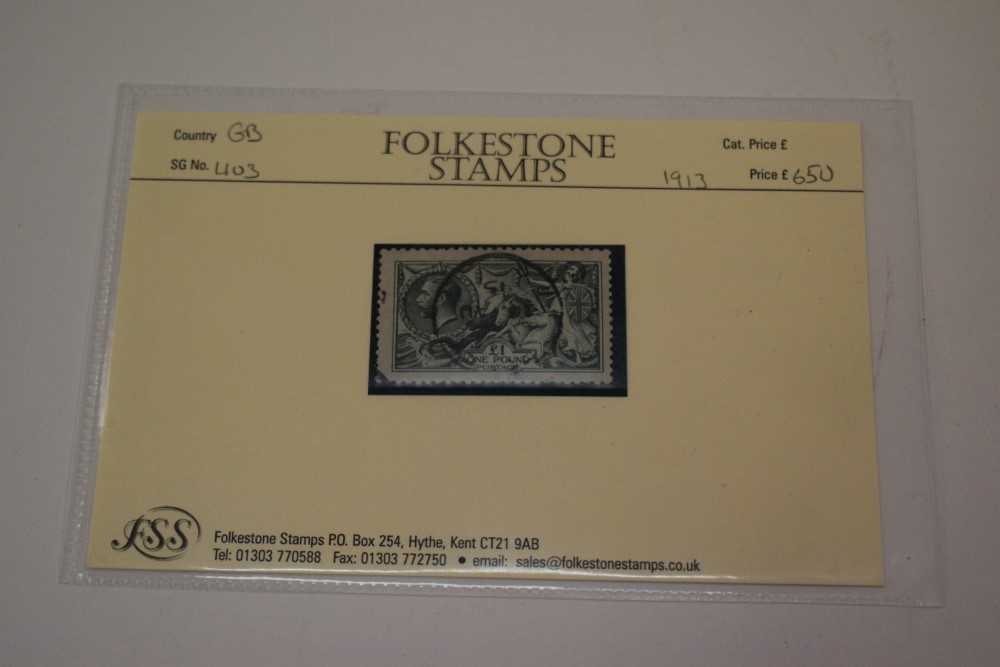 Country GB
SG No. 403
FOLKESTONE
STAMPS
1913
Cat. Price £
Price £ 650
£1
ONE POUND
POSTAGE
FSS
Folkestone Stamps P.O. Box 254, Hythe, Kent CT21 9AB
Tel: 01303 770588 Fax: 01303 772750 • email: sales@folkestonestamps.co.uk